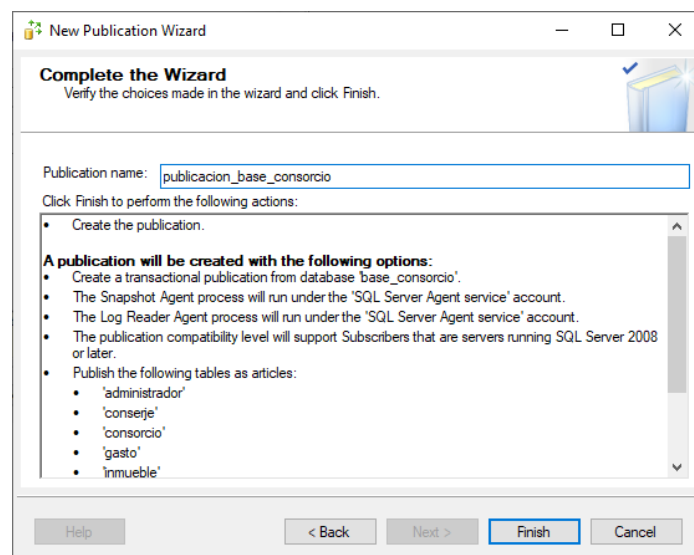 New Publication Wizard
Complete the Wizard
Verify the choices made in the wizard and click Finish.
Publication name: publicacion_base_consorcio
Click Finish to perform the following actions:
• Create the publication.
A publication will be created with the following options:
• Create a transactional publication from database 'base_consorcio'.
• The Snapshot Agent process will run under the 'SQL Server Agent service' account.
• The Log Reader Agent process will run under the 'SQL Server Agent service' account.
• The publication compatibility level will support Subscribers that are servers running SQL Server 2008
or later.
• Publish the following tables as articles:
• 'administrador'
• 'conserje'
• 'consorcio'
• 'gasto'
• 'inmueble'
Help
< Back
Next >
Finish
Cancel